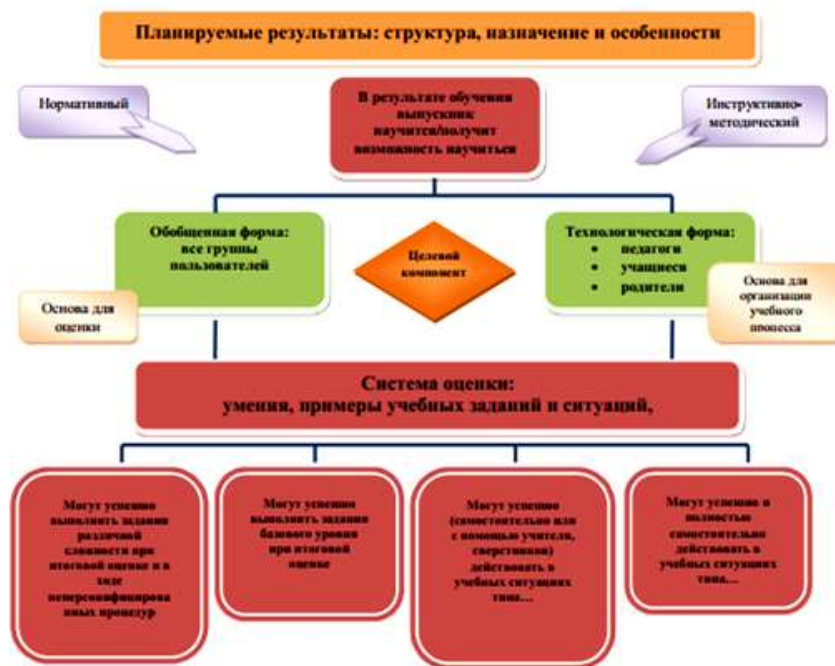 Планируемые результаты: структура, назначение и особенности
Нормативный
В результате обучения
выпускник
научится/получит
возможность научиться
Инструктивно-
методический
Обобщенная форма:
все группы
пользователей
Целевой
компонент
Технологическая форма:
• педагоги
• учащиеся
• родители
Основа для
оценки
Основа для
организации
учебного
процесса
Система оценки:
умения, примеры учебных заданий и ситуаций,
Могут успешно
выполнять задания
различной
сложности при
итоговой оценке и в
ходе
неперсонифицирова
нных процедур
Могут успешно
выполнять задания
базового уровня
при итоговой
оценке
Могут успешно
(самостоятельно или
с помощью учителя,
сверстников)
действовать в
учебных ситуациях
типа…
Могут успешно и
полностью
самостоятельно
действовать в
учебных ситуациях
типа…